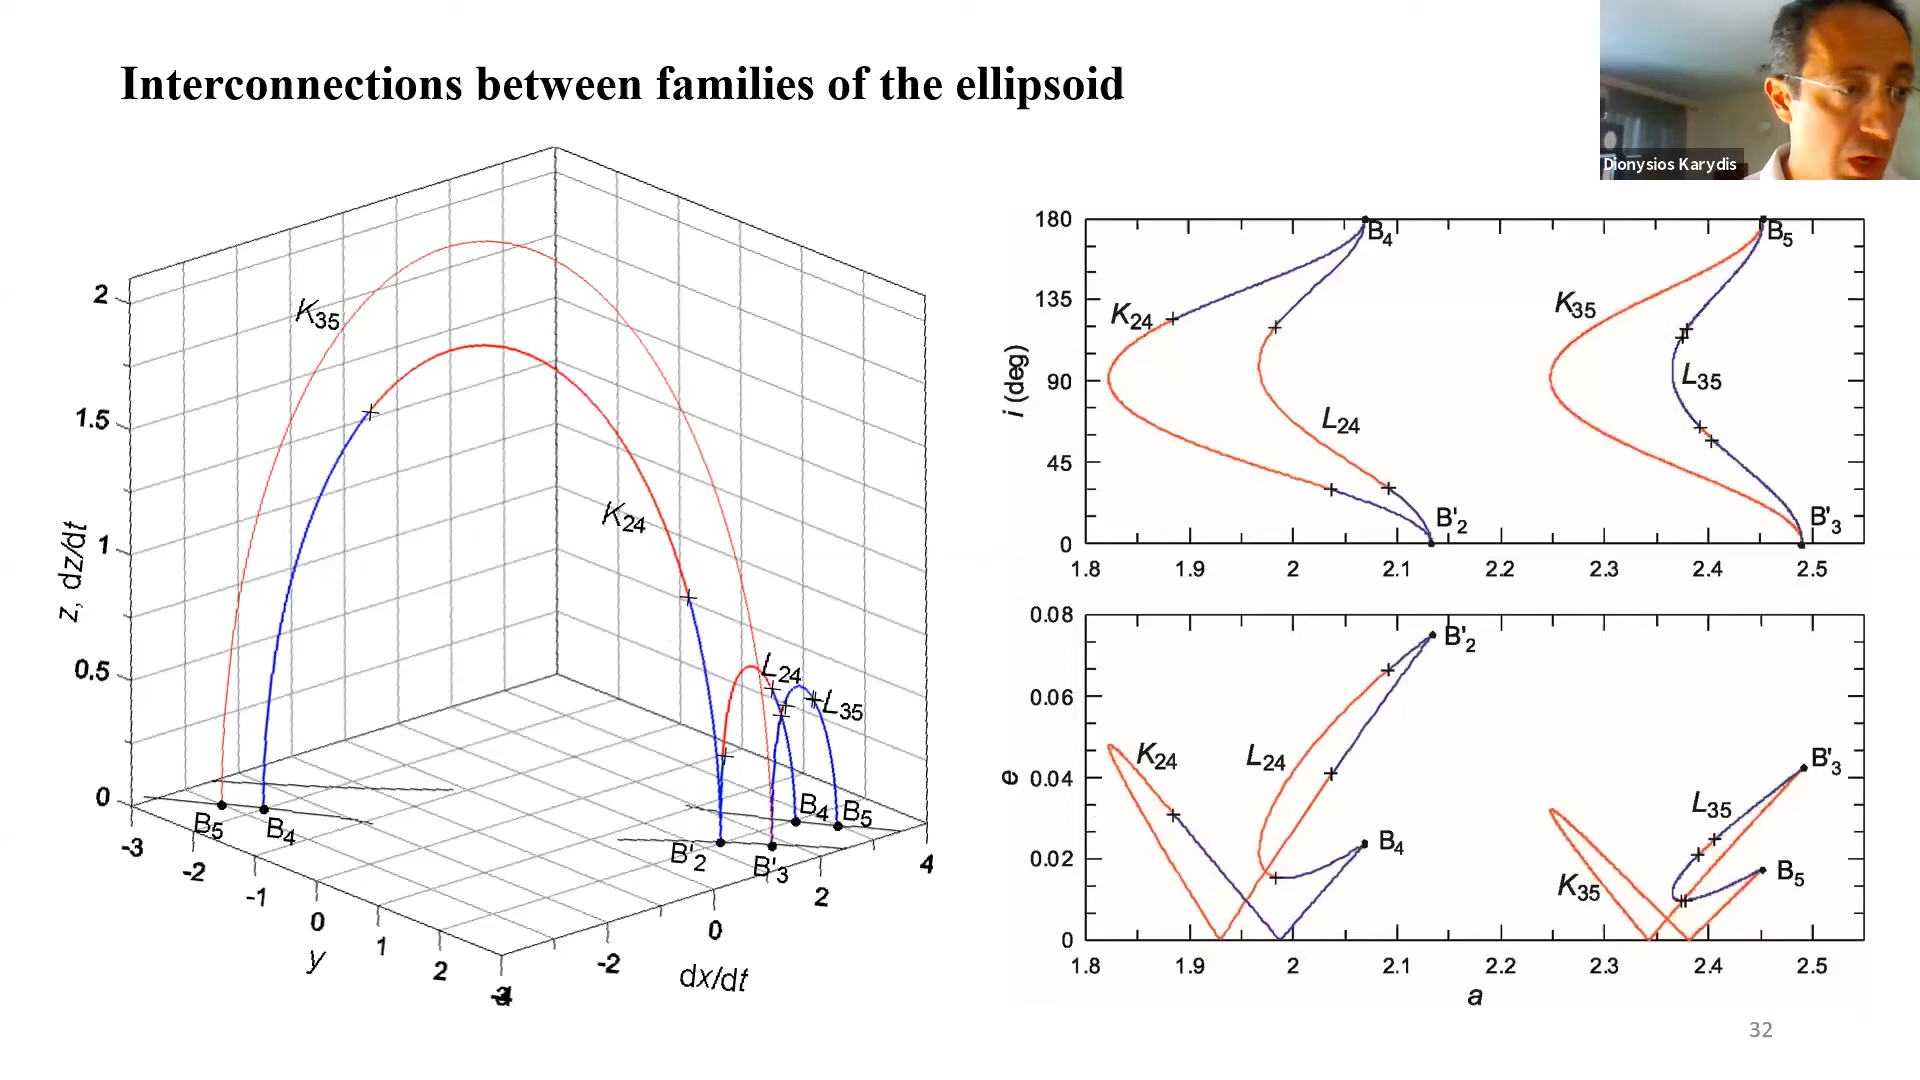 Interconnections between families of the ellipsoid
Dionysios Karydis
2
1.5
1
0.5
0
z, dz/dt
-3
-2
-1
0
1
2
y
-2
0
2
4
dx/dt
K35
K24
L24
L35
B5
B4
B'2
B'3
B4
B5
180
135
90
45
0
i (deg)
1.8
1.9
2
2.1
2.2
2.3
2.4
2.5
B4
B5
K24
K35
L24
L35
B'2
B'3
0.08
0.06
0.04
0.02
0
e
1.8
1.9
2
2.1
2.2
2.3
2.4
2.5
a
B'2
K24
L24
B4
B'3
L35
K35
B5
32